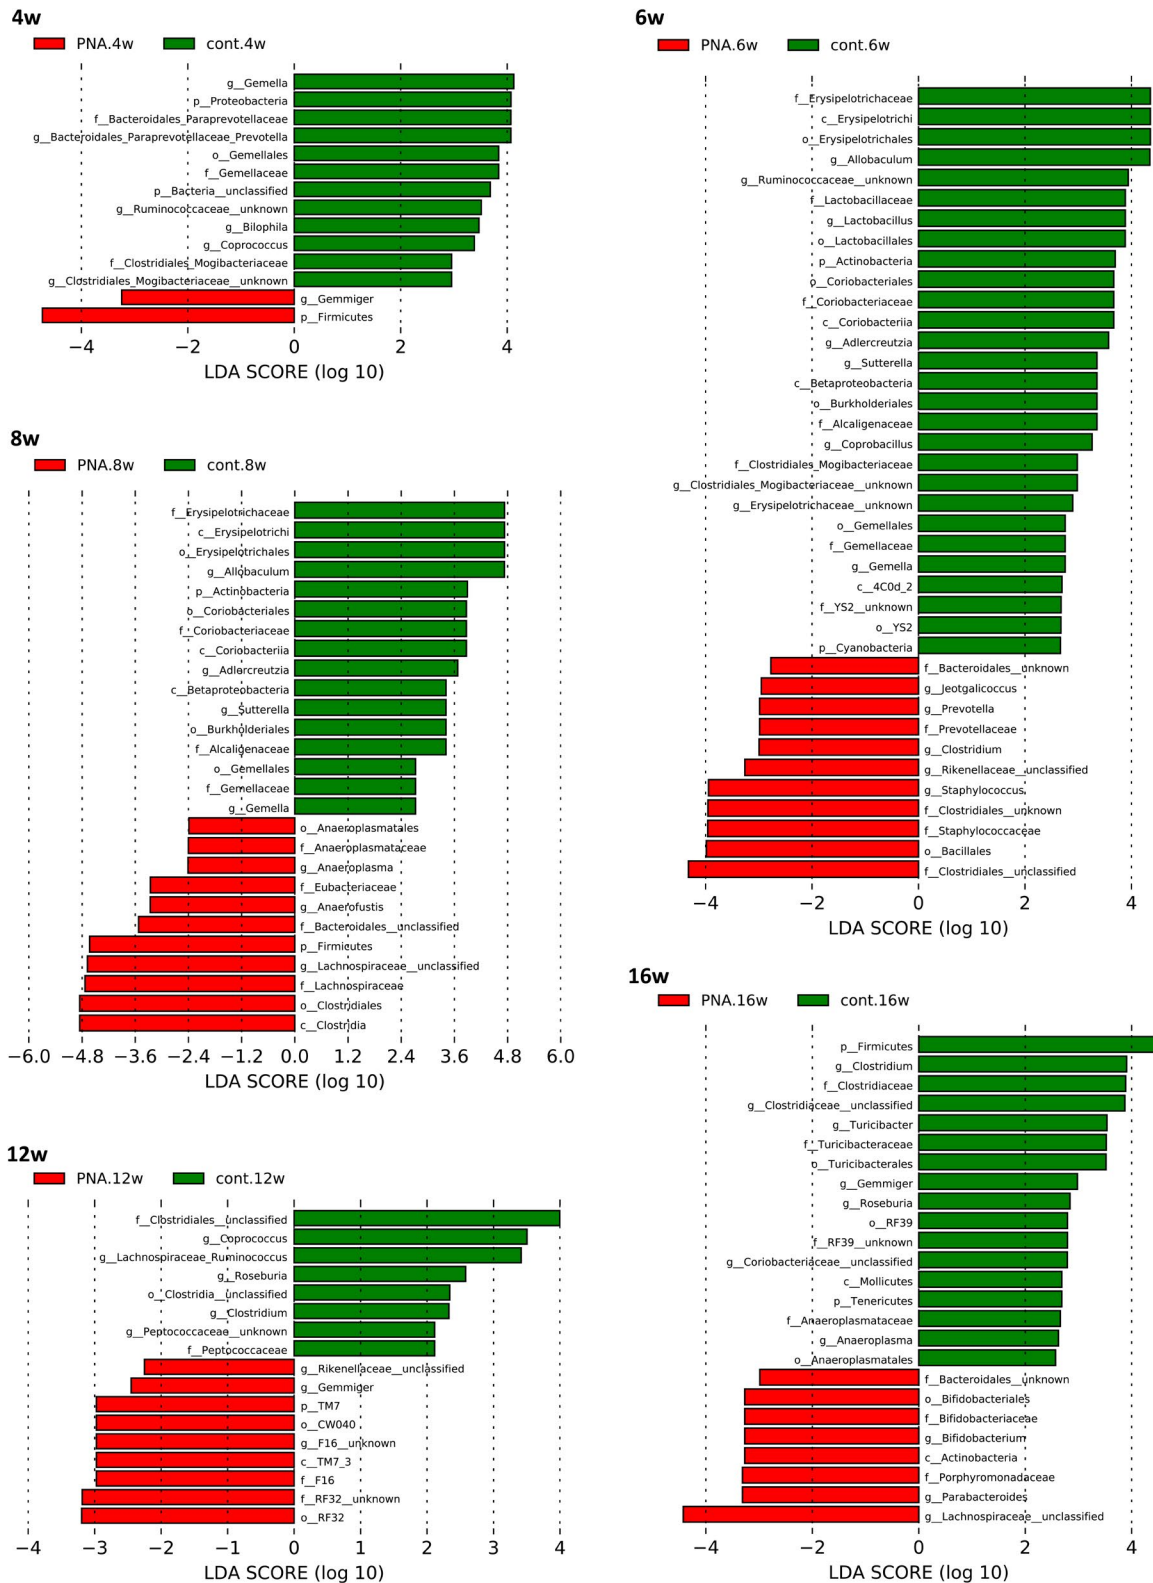 4w
PNA.4w cont.4w
g__Gemella
p__Proteobacteria
f__Bacteroidales_Paraprevotellaceae
g__Bacteroidales_Paraprevotellaceae_Prevotella
o__Gemellales
f__Gemellaceae
p__Bacteria_unclassified
g__Ruminococcaceae__unknown
g__Bilophila
g__Coprococcus
f__Clostridiales_Mogibacteriaceae
g__Clostridiales_Mogibacteriaceae__unknown
g__Gemmiger
p__Firmicutes
−4 −2 0 2 4
LDA SCORE (log 10)
6w
PNA.6w cont.6w
f__Erysipelotrichaceae
c__Erysipelotrichi
o__Erysipelotrichales
g__Allobaculum
g__Ruminococcaceae__unknown
f__Lactobacillaceae
g__Lactobacillus
o__Lactobacillales
p__Actinobacteria
o__Coriobacteriales
f__Coriobacteriaceae
c__Coriobacteriia
g__Adlercreutzia
g__Sutterella
c__Betaproteobacteria
o__Burkholderiales
f__Alcaligenaceae
g__Coprobacillus
f__Clostridiales_Mogibacteriaceae
g__Clostridiales_Mogibacteriaceae__unknown
g__Erysipelotrichaceae__unknown
o__Gemellales
f__Gemellaceae
g__Gemella
c__4C0d_2
f__YS2__unknown
o__YS2
p__Cyanobacteria
f__Bacteroidales__unknown
g__Jeotgalicoccus
g__Prevotella
f__Prevotellaceae
g__Clostridium
g__Rikenellaceae__unclassified
g__Staphylococcus
f__Clostridiales__unknown
f__Staphylococcaceae
o__Bacillales
f__Clostridiales__unclassified
−4 −2 0 2 4
LDA SCORE (log 10)
8w
PNA.8w cont.8w
f__Erysipelotrichaceae
c__Erysipelotrichi
o__Erysipelotrichales
g__Allobaculum
p__Actinobacteria
o__Coriobacteriales
f__Coriobacteriaceae
c__Coriobacteriia
g__Adlercreutzia
c__Betaproteobacteria
g__Sutterella
o__Burkholderiales
f__Alcaligenaceae
o__Gemellales
f__Gemellaceae
g__Gemella
o__Anaeroplasmatales
f__Anaeroplasmataceae
g__Anaeroplasma
f__Eubacteriaceae
g__Anaerofustis
f__Bacteroidales__unclassified
p__Firmicutes
g__Lachnospiraceae__unclassified
f__Lachnospiraceae
o__Clostridiales
c__Clostridia
−6.0 −4.8 −3.6 −2.4 −1.2 0.0 1.2 2.4 3.6 4.8 6.0
LDA SCORE (log 10)
12w
PNA.12w cont.12w
−4 −3 −2 −1 0 1 2 3 4
f__Clostridiales__unclassified
g__Coprococcus
g__Lachnospiraceae_Ruminococcus
g__Roseburia
o__Clostridia__unclassified
g__Clostridium
g__Peptococcaceae__unknown
f__Peptococcaceae
g__Rikenellaceae__unclassified
g__Gemmiger
p__TM7
o__CW040
g__F16__unknown
c__TM7_3
f__F16
f__RF32__unknown
o__RF32
−4 −3 −2 −1 0 1 2 3 4
LDA SCORE (log 10)
16w
PNA.16w cont.16w
p__Firmicutes
g__Clostridium
f__Clostridiaceae
g__Clostridiaceae__unclassified
g__Turicibacter
f__Turicibacteraceae
o__Turicibacterales
g__Gemmiger
g__Roseburia
o__RF39
f__RF39__unknown
g__Coriobacteriaceae__unclassified
c__Mollicutes
p__Tenericutes
f__Anaeroplasmataceae
g__Anaeroplasma
o__Anaeroplasmatales
f__Bacteroidales__unknown
o__Bifidobacteriales
f__Bifidobacteriaceae
g__Bifidobacterium
c__Actinobacteria
f__Porphyromonadaceae
g__Parabacteroides
g__Lachnospiraceae__unclassified
−4 −2 0 2 4
LDA SCORE (log 10)